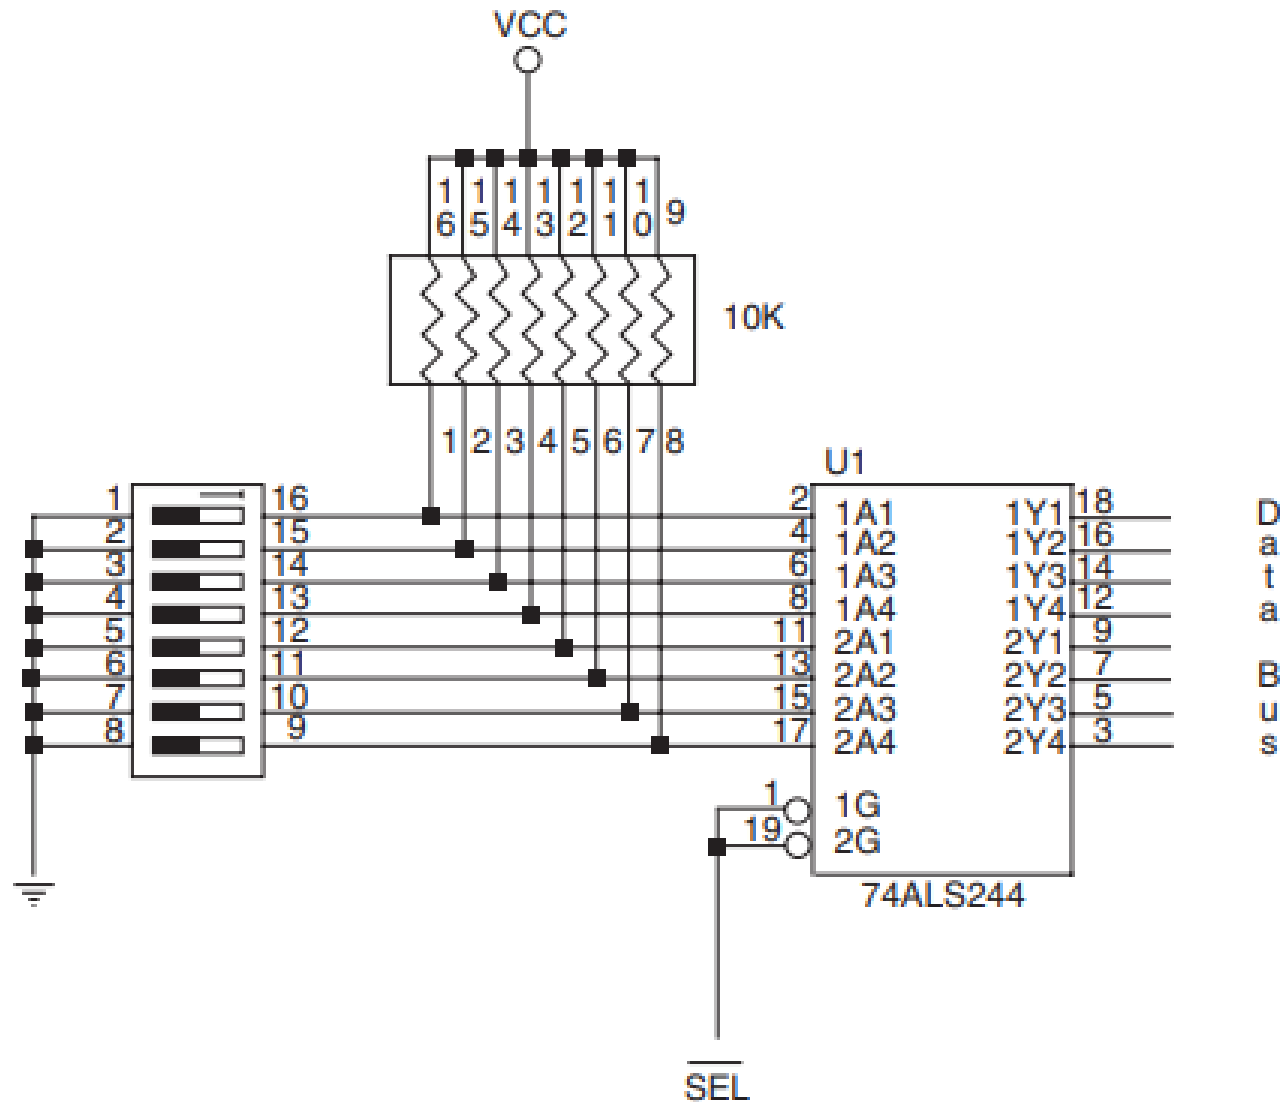 VCC
1 1 1 1 1 1 1 9
6 5 4 3 2 1 0
10K
1 2 3 4 5 6 7 8
U1
1 16 2 1A1 1Y1 18 D
2 15 4 1A2 1Y2 16 a
3 14 6 1A3 1Y3 14 t
4 13 8 1A4 1Y4 12 a
5 12 11 2A1 2Y1 9
6 11 13 2A2 2Y2 7 B
7 10 15 2A3 2Y3 5 u
8 9 17 2A4 2Y4 3 s
1 1G
19 2G
74ALS244
SEL